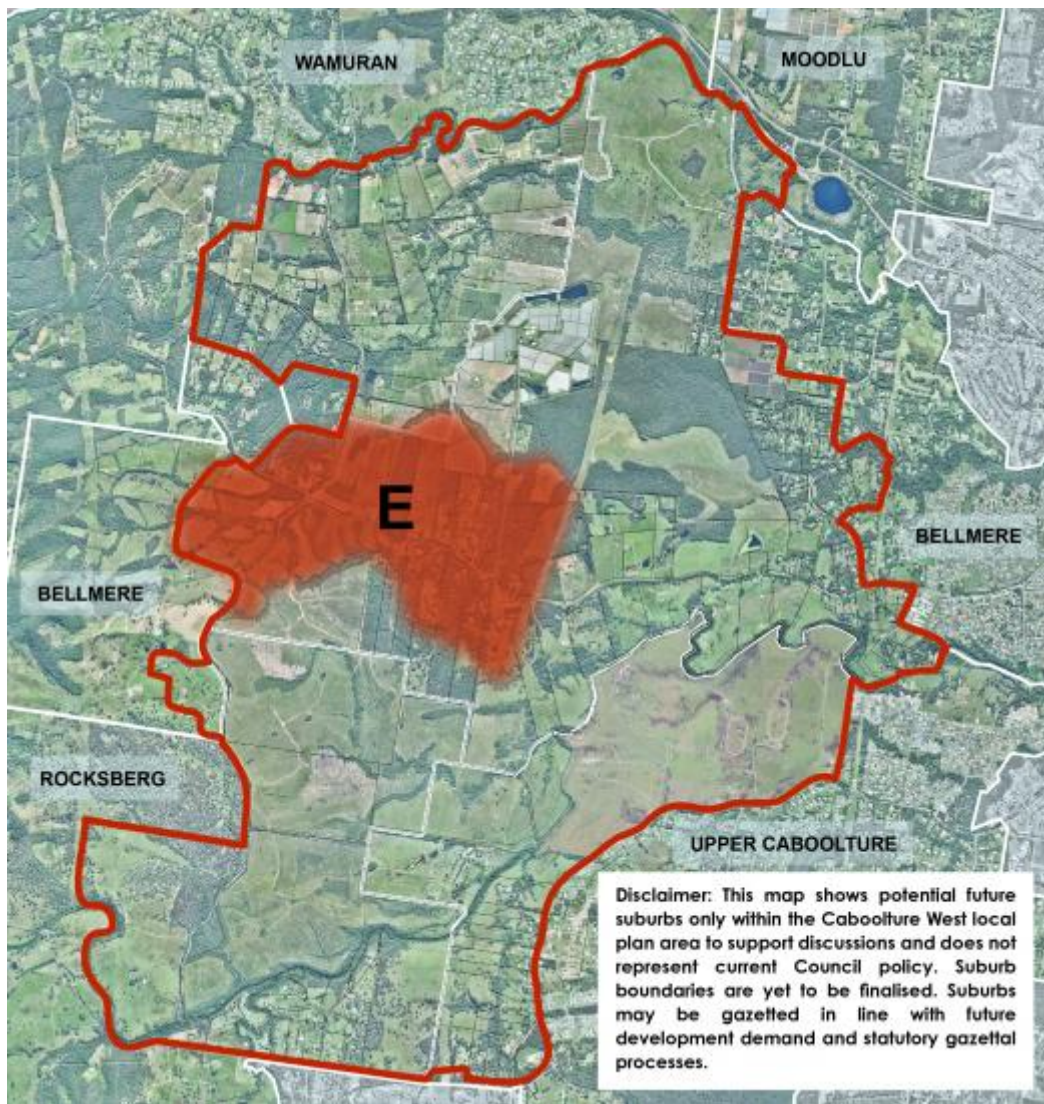 WAMURAN
MOODLU
E
BELLMERE
BELLMERE
ROCKSBERG
UPPER CABOOLTURE
Disclaimer: This map shows potential future
suburbs only within the Caboolture West local
plan area to support discussions and does not
represent current Council policy. Suburb
boundaries are yet to be finalised. Suburbs
may be gazetted in line with future
development demand and statutory gazettal
processes.